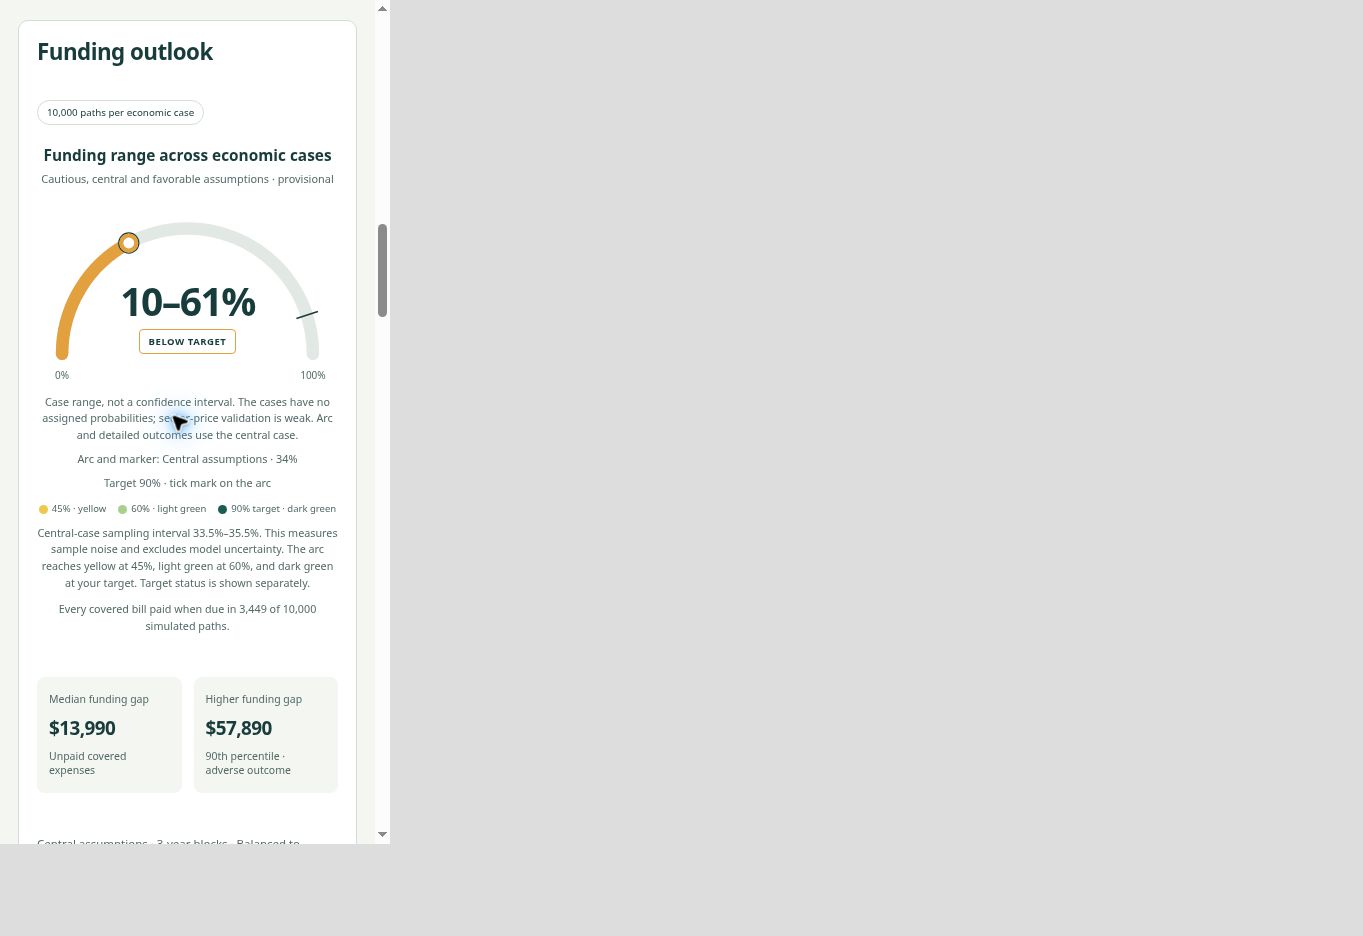 Funding outlook
10,000 paths per economic case
Funding range across economic cases
Cautious, central and favorable assumptions · provisional
10–61%
BELOW TARGET
0%
100%
Case range, not a confidence interval. The cases have no
assigned probabilities; -price validation is weak. Arc
and detailed outcomes use the central case.
Arc and marker: Central assumptions · 34%
Target 90% · tick mark on the arc
45% · yellow
60% · light green
90% target · dark green
Central-case sampling interval 33.5%–35.5%. This measures
sample noise and excludes model uncertainty. The arc
reaches yellow at 45%, light green at 60%, and dark green
at your target. Target status is shown separately.
Every covered bill paid when due in 3,449 of 10,000
simulated paths.
Median funding gap
$13,990
Unpaid covered
expenses
Higher funding gap
$57,890
90th percentile ·
adverse outcome
Central assumptions · 3-year blocks · Balanced to